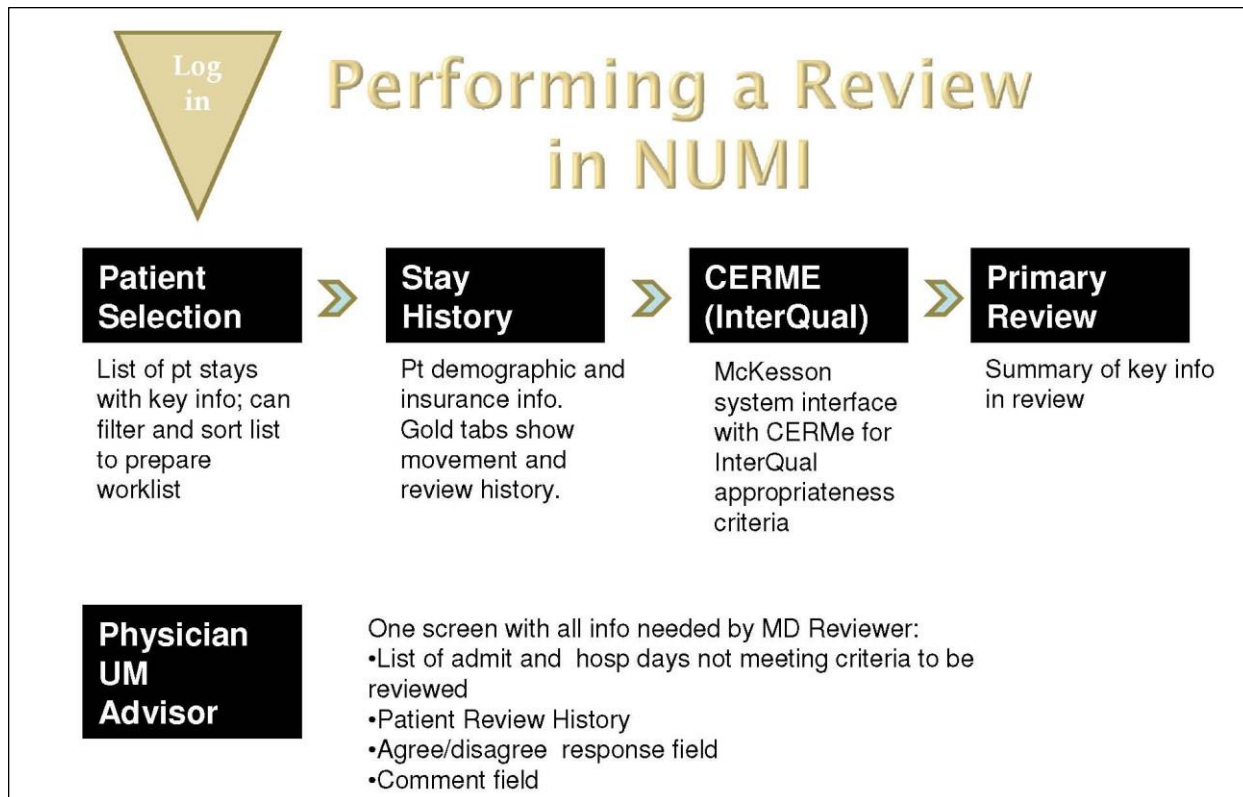 Log
in
Performing a Review
in NUMI
Patient
Selection
List of pt stays
with key info; can
filter and sort list
to prepare
worklist
Stay
History
Pt demographic and
insurance info.
Gold tabs show
movement and
review history.
CERME
(InterQual)
McKesson
system interface
with CERMe for
InterQual
appropriateness
criteria
Primary
Review
Summary of key info
in review
Physician
UM
Advisor
One screen with all info needed by MD Reviewer:
•List of admit and  hosp days not meeting criteria to be
reviewed
•Patient Review History
•Agree/disagree  response field
•Comment field